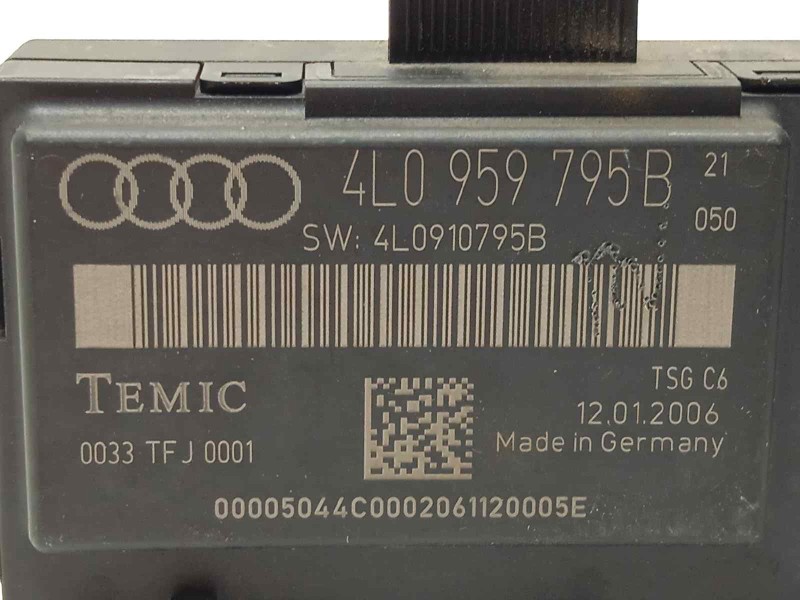 4L0 959 795B 21
SW: 4L0910795B 050
TEMIC
TSG C6
12.01.2006
0033 TFJ 0001
Made in Germany
00005044C0002061120005E